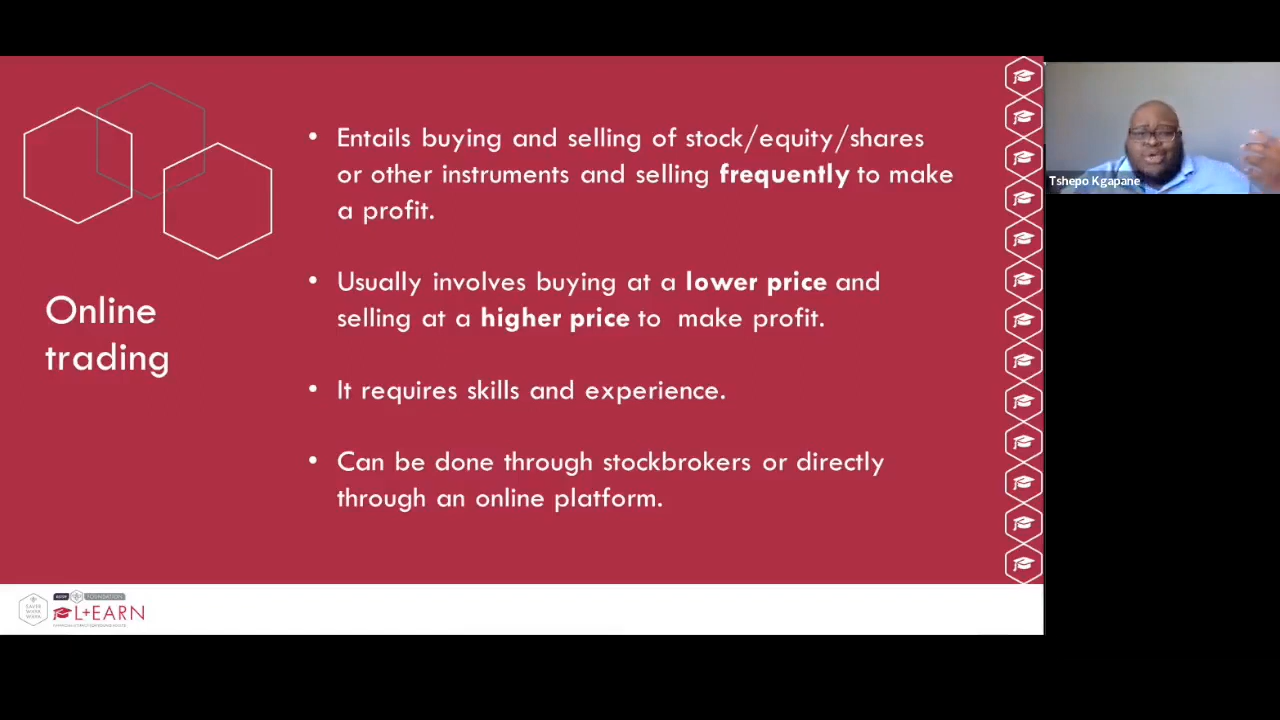 Online
trading
• Entails buying and selling of stock/equity/shares
or other instruments and selling frequently to make
a profit.
• Usually involves buying at a lower price and
selling at a higher price to make profit.
• It requires skills and experience.
• Can be done through stockbrokers or directly
through an online platform.
Tshepo Kgapane
FOUNDATION
L+EARN